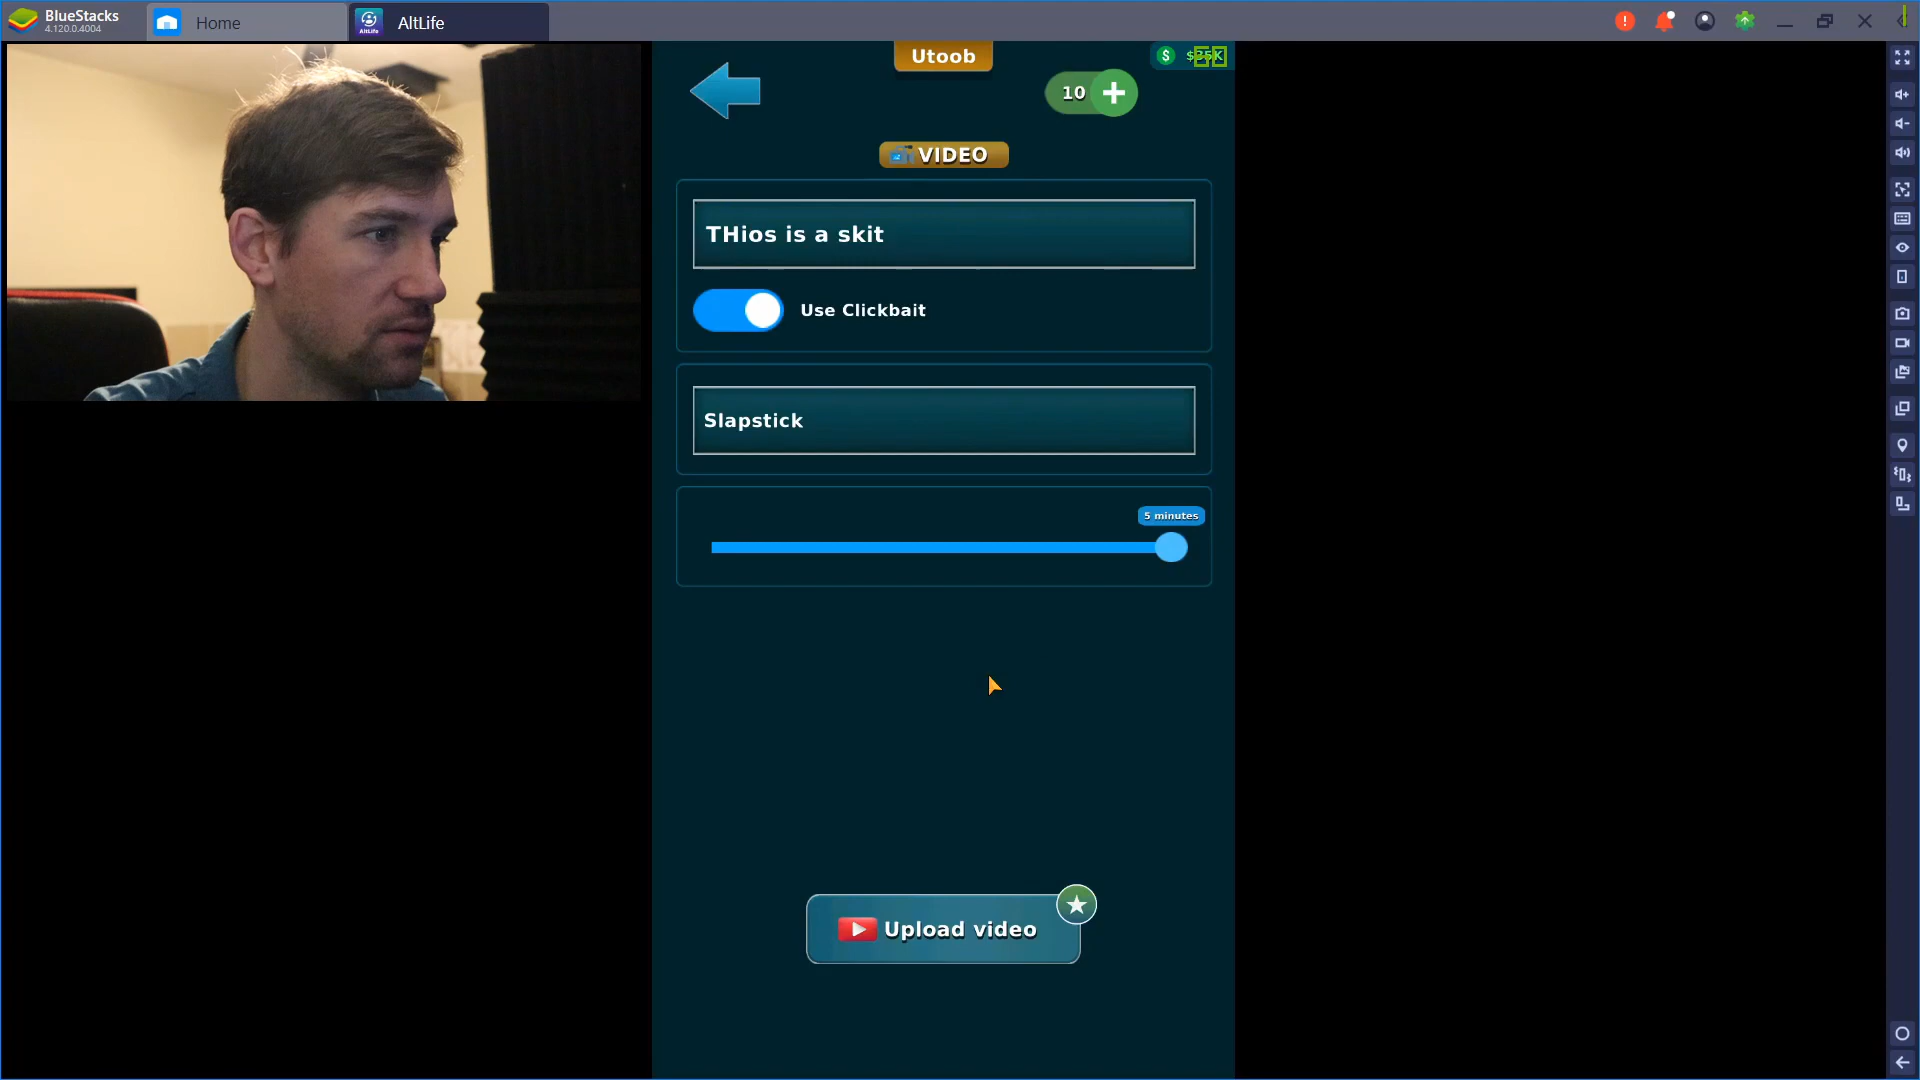 BlueStacks
4.120.0.4004
Home
AltLife
AltLife
Utoob
10
VIDEO
THios is a skit
Use Clickbait
Slapstick
5 minutes
Upload video